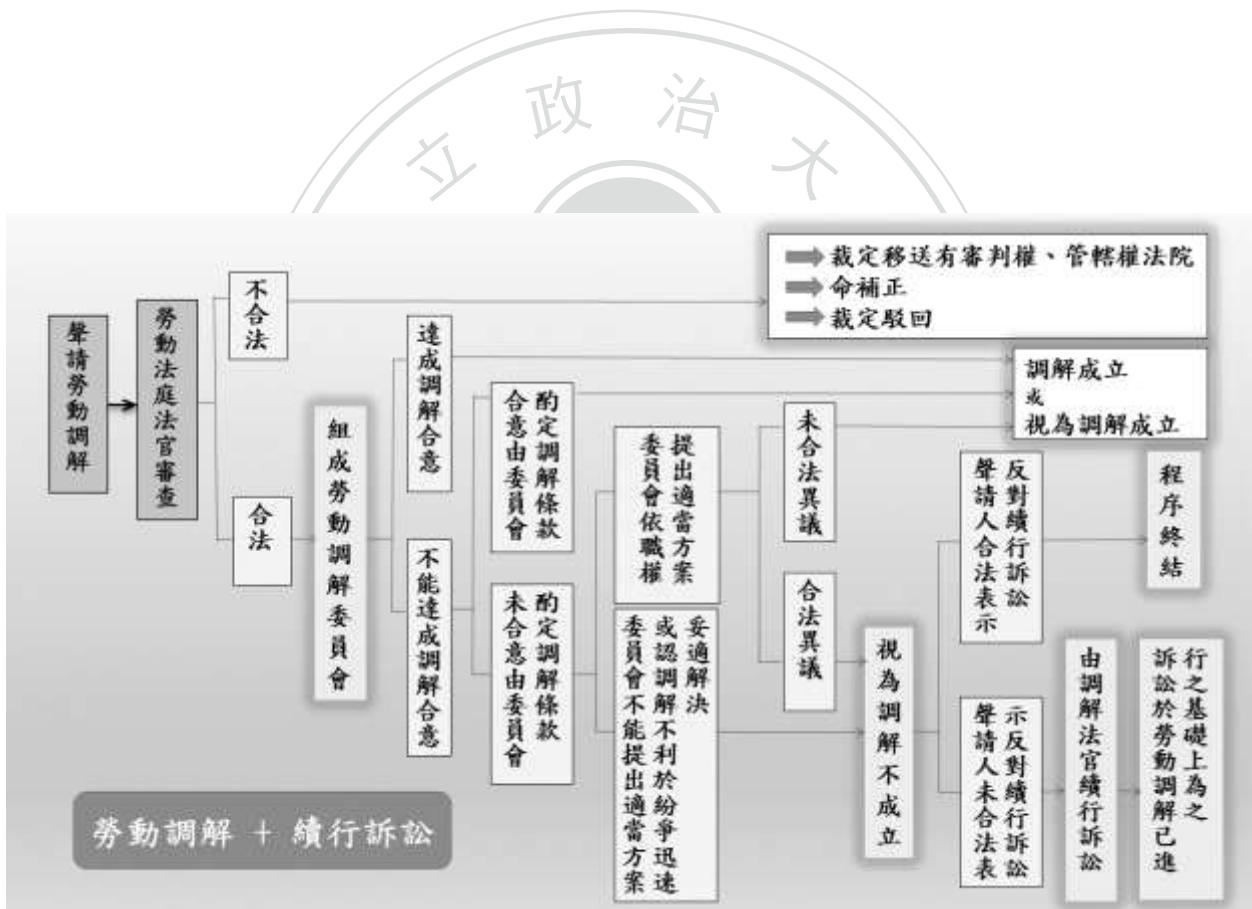 立政治大
裁定移送有審判權、管轄權法院
命補正
裁定駁回
聲請勞動調解
勞動法庭法官審查
不合法
合法
組成勞動調解委員會
達成調解合意
不能達成調解合意
合意由委員會
酌定調解條款
未合意由委員會
酌定調解條款
委員會依職權
提出適當方案
委員會不能提出適當方案
或認調解不利於紛爭迅速
妥適解決
未合法異議
合法異議
調解成立
或
視為調解成立
視為調解不成立
聲請人合法表示
反對續行訴訟
程序終結
聲請人未合法表
示反對續行訴訟
由調解法官續行訴訟
訴訟於勞動調解已進
行之基礎上為之
勞動調解 + 續行訴訟